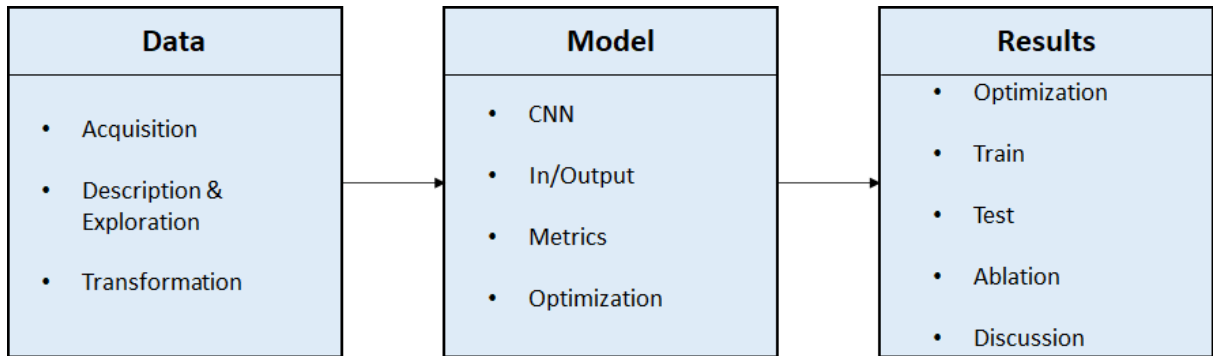 Data
• Acquisition
• Description &
Exploration
• Transformation
Model
• CNN
• In/Output
• Metrics
• Optimization
Results
• Optimization
• Train
• Test
• Ablation
• Discussion